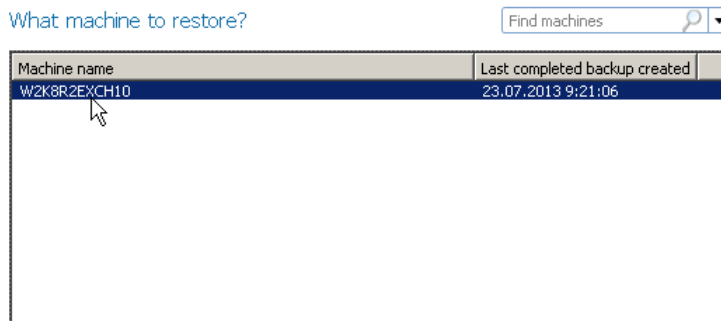 What machine to restore?
Find machines
Machine name Last completed backup created
W2K8R2EXCH10 23.07.2013 9:21:06